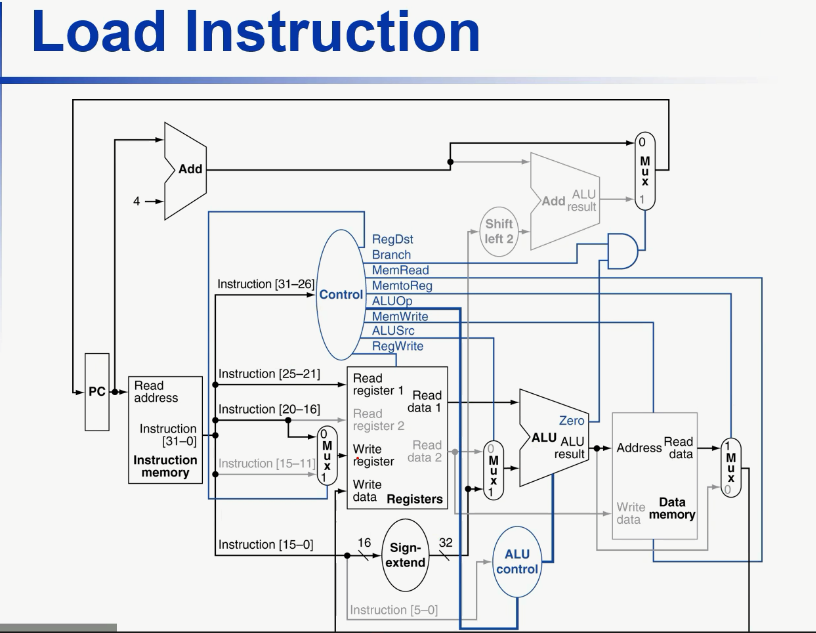 Load Instruction
Add
4
0
M
u
x
1
Add
ALU
result
Shift
left 2
RegDst
Branch
MemRead
MemtoReg
ALUOp
MemWrite
ALUSrc
RegWrite
Instruction [31–26]
Control
PC
Read
address
Instruction
[31–0]
Instruction
memory
Instruction [25–21]
Instruction [20–16]
Instruction [15–11]
0
M
u
x
1
Read
register 1
Read
register 2
Write
register
Write
data
Read
data 1
Read
data 2
Registers
0
M
u
x
1
Zero
ALU
ALU
result
Address
Read
data
Write
data
Data
memory
1
M
u
x
0
Instruction [15–0]
16
Sign-
extend
32
ALU
control
Instruction [5–0]